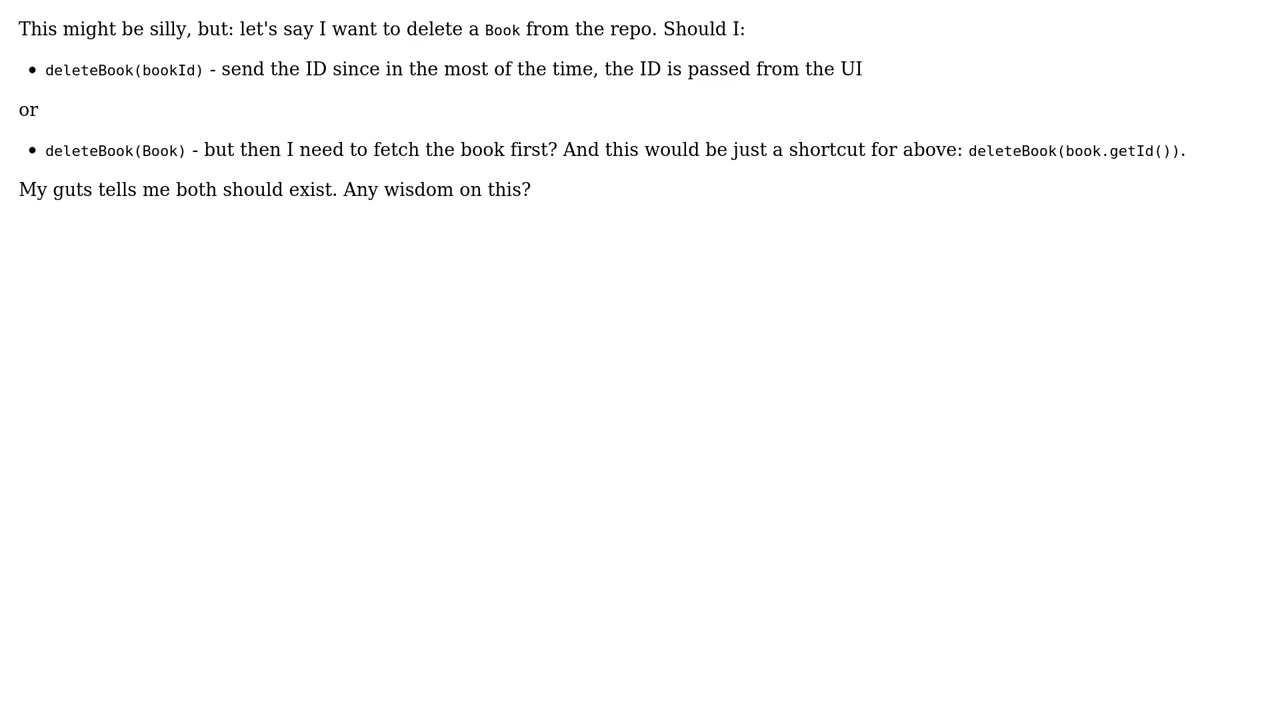 This might be silly, but: let's say I want to delete a Book from the repo. Should I:
• deleteBook(bookId) - send the ID since in the most of the time, the ID is passed from the UI
or
• deleteBook(Book) - but then I need to fetch the book first? And this would be just a shortcut for above: deleteBook(book.getId()).
My guts tells me both should exist. Any wisdom on this?